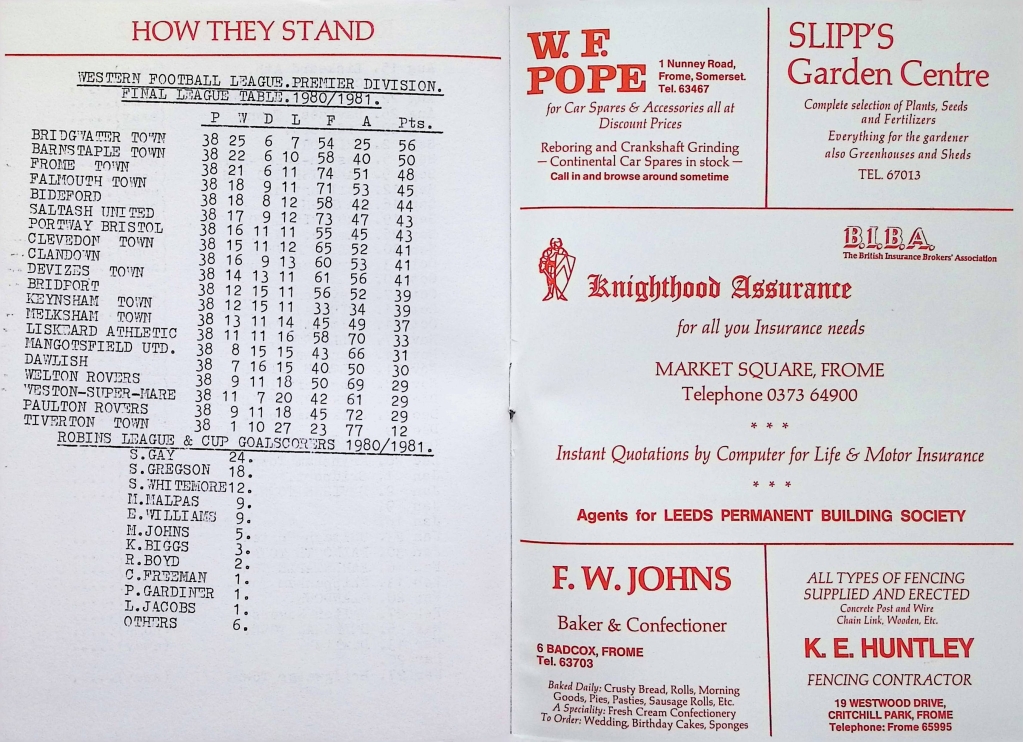 HOW THEY STAND
WESTERN FOOTBALL LEAGUE.PREMIER DIVISION.
FINAL LEAGUE TABLE.1980/1981.
P W D L F A Pts.
BRIDGWATER TOWN 38 25 6 7 54 25 56
BARNSTAPLE TOWN 38 22 6 10 58 40 50
FROME TOWN 38 21 6 11 74 51 48
FALMOUTH TOWN 38 18 9 11 71 53 45
BIDEFORD 38 18 8 12 58 42 44
SALTASH UNITED 38 17 9 12 73 47 43
PORTWAY BRISTOL 38 16 11 11 55 45 43
CLEVEDON TOWN 38 15 11 12 65 52 41
CLANDOWN 38 16 9 13 60 53 41
DEVIZES TOWN 38 14 13 11 61 56 41
BRIDFORT 38 12 15 11 56 52 39
KEYNSHAM TOWN 38 12 15 11 33 34 39
MELKSHAM TOWN 38 13 11 14 45 49 37
LISKEARD ATHLETIC 38 11 11 16 58 70 33
MANGOTSFIELD UTD. 38 8 15 15 43 66 31
DAWLISH 38 7 16 15 40 50 30
WELTON ROVERS 38 9 11 18 50 69 29
WESTON-SUPER-MARE 38 11 7 20 42 61 29
PAULTON ROVERS 38 9 11 18 45 72 29
TIVERTON TOWN 38 1 10 27 23 77 12
ROBINS LEAGUE & CUP GOALSCORERS 1980/1981.
S.GAY 24.
S.GREGSON 18.
S.WHITEMORE12.
M.MALPAS 9.
E.WILLIAMS 9.
M.JOHNS 5.
K.BIGGS 3.
R.BOYD 2.
C.FREEMAN 1.
P.GARDINER 1.
L.JACOBS 1.
OTHERS 6.
W. F.
POPE
1 Nunney Road,
Frome, Somerset.
Tel. 63467
for Car Spares & Accessories all at
Discount Prices
Reboring and Crankshaft Grinding
— Continental Car Spares in stock —
Call in and browse around sometime
SLIPP'S
Garden Centre
Complete selection of Plants, Seeds
and Fertilizers
Everything for the gardener
also Greenhouses and Sheds
TEL. 67013
B.I.B.A.
The British Insurance Brokers' Association
Knighthood Assurance
for all you Insurance needs
MARKET SQUARE, FROME
Telephone 0373 64900
* * *
Instant Quotations by Computer for Life & Motor Insurance
* * *
Agents for LEEDS PERMANENT BUILDING SOCIETY
F. W. JOHNS
Baker & Confectioner
6 BADCOX, FROME
Tel. 63703
Baked Daily: Crusty Bread, Rolls, Morning
Goods, Pies, Pasties, Sausage Rolls, Etc.
A Speciality: Fresh Cream Confectionery
To Order: Wedding, Birthday Cakes, Sponges
ALL TYPES OF FENCING
SUPPLIED AND ERECTED
Concrete Post and Wire
Chain Link, Wooden, Etc.
K. E. HUNTLEY
FENCING CONTRACTOR
19 WESTWOOD DRIVE,
CRITCHILL PARK, FROME
Telephone: Frome 65995